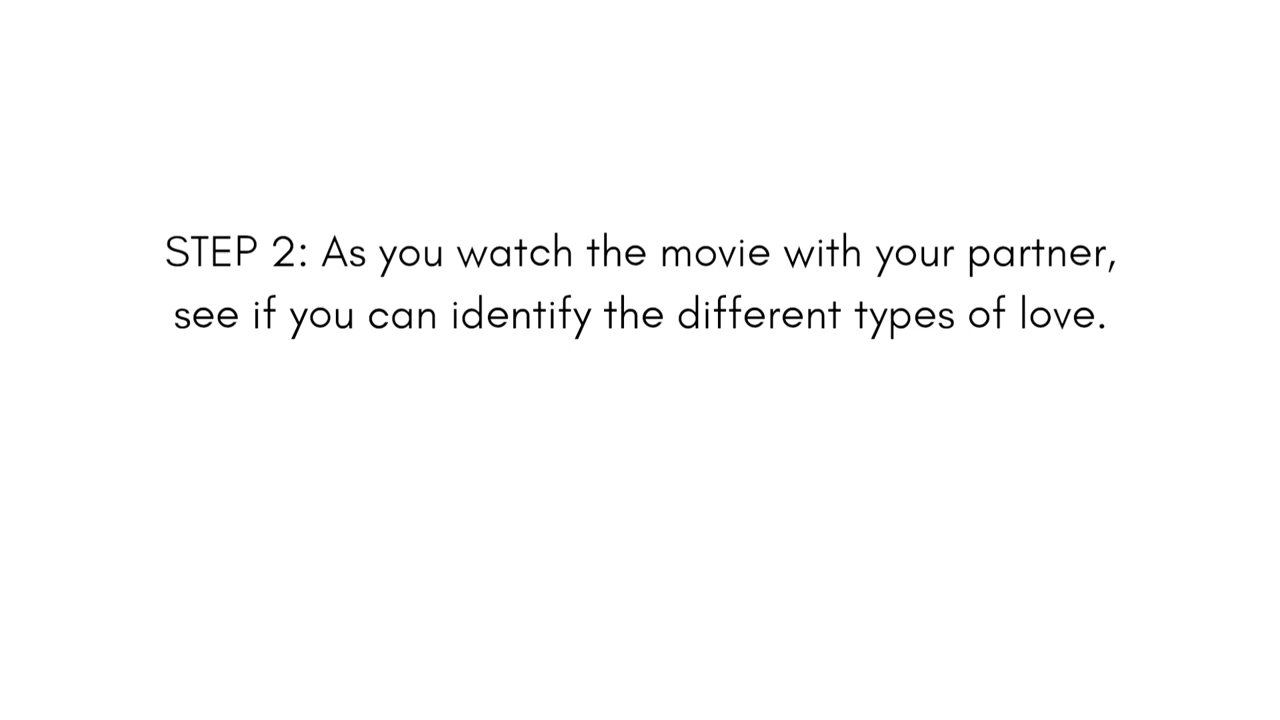 STEP 2: As you watch the movie with your partner,
see if you can identify the different types of love.